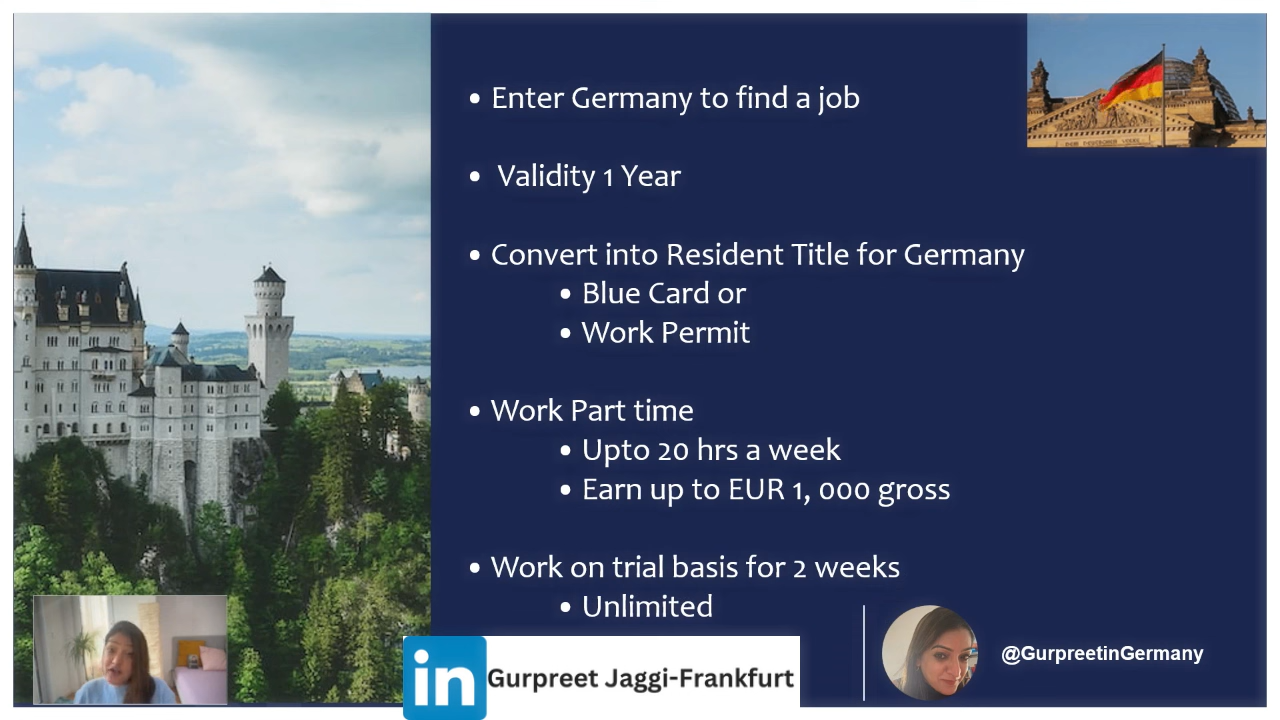 • Enter Germany to find a job
• Validity 1 Year
• Convert into Resident Title for Germany
• Blue Card or
• Work Permit
• Work Part time
• Upto 20 hrs a week
• Earn up to EUR 1, 000 gross
• Work on trial basis for 2 weeks
• Unlimited
in Gurpreet Jaggi-Frankfurt
@GurpreetinGermany